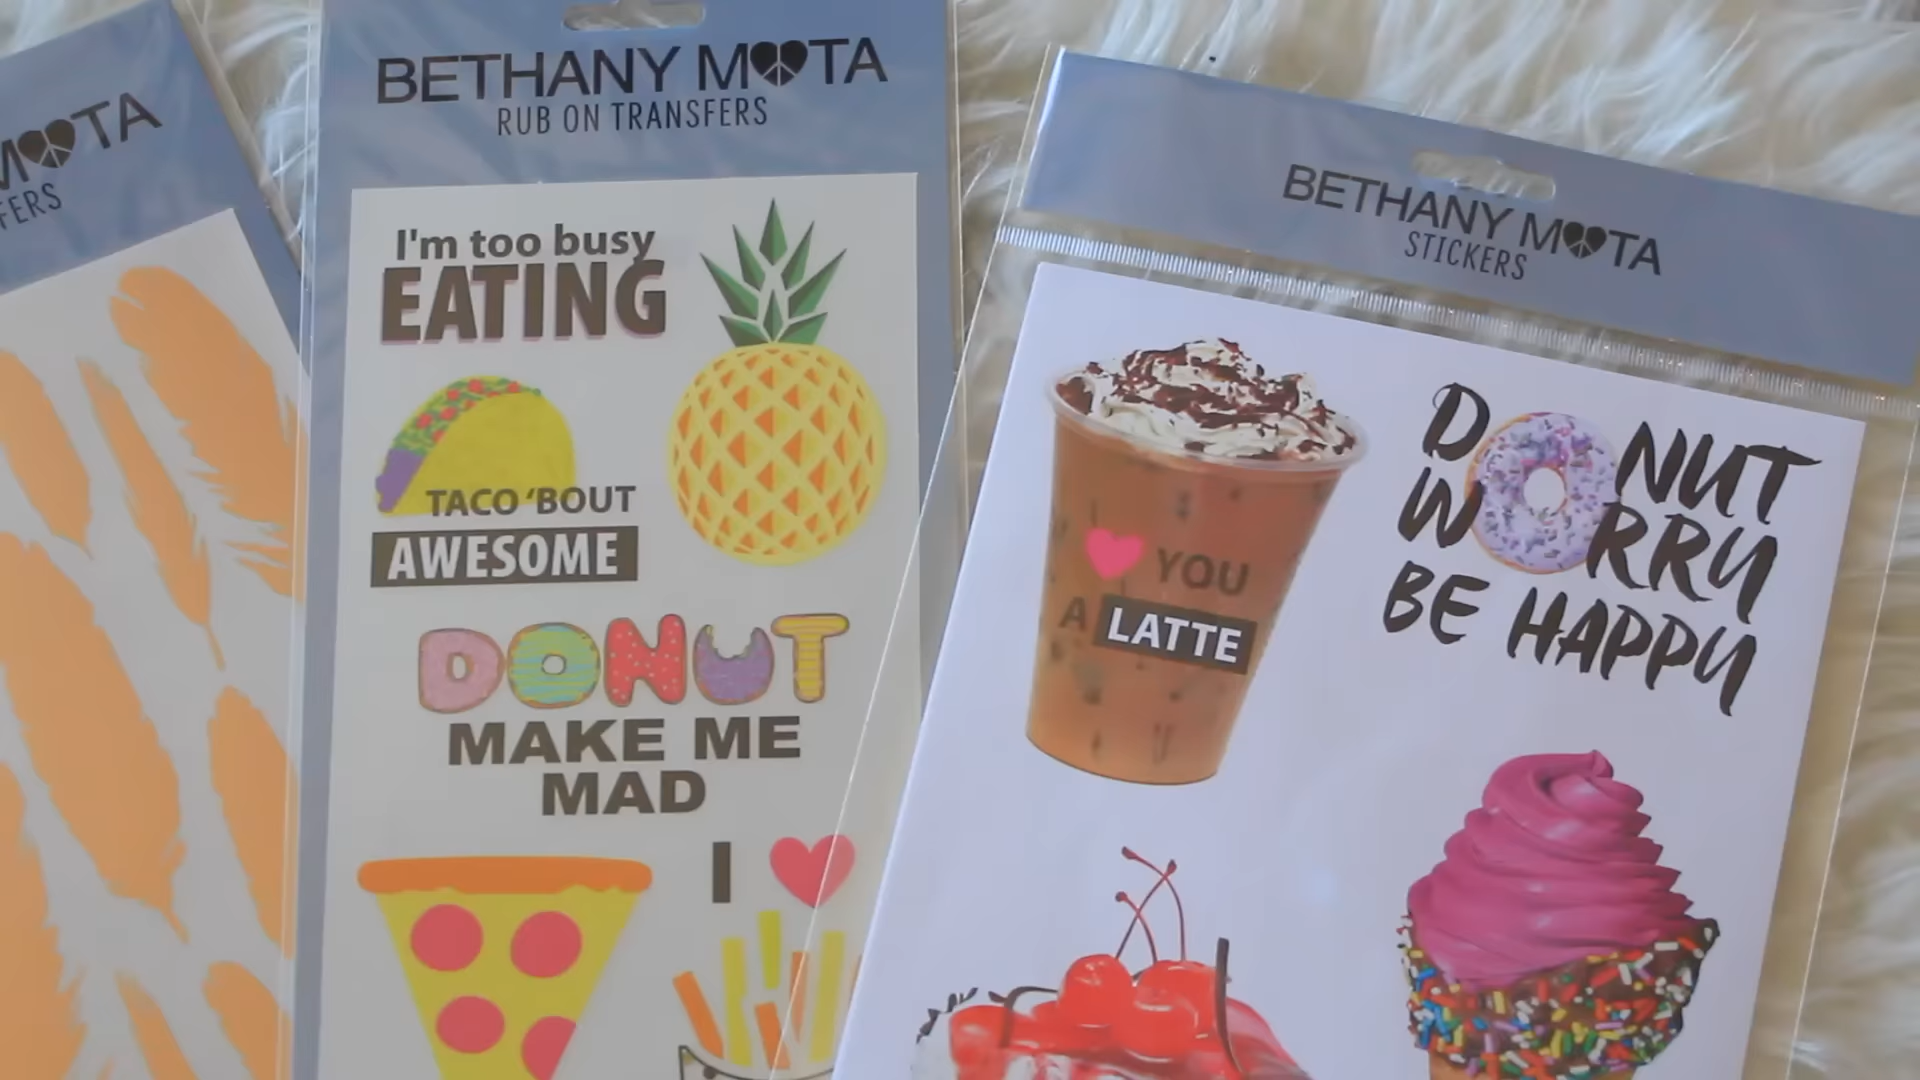 MOTA
FERS
BETHANY MOTA
RUB ON TRANSFERS
I'm too busy
EATING
TACO ‘BOUT
AWESOME
DONUT
MAKE ME
MAD
I
BETHANY MOTA
STICKERS
YOU
A LATTE
DONUT
WORRY
BE HAPPY